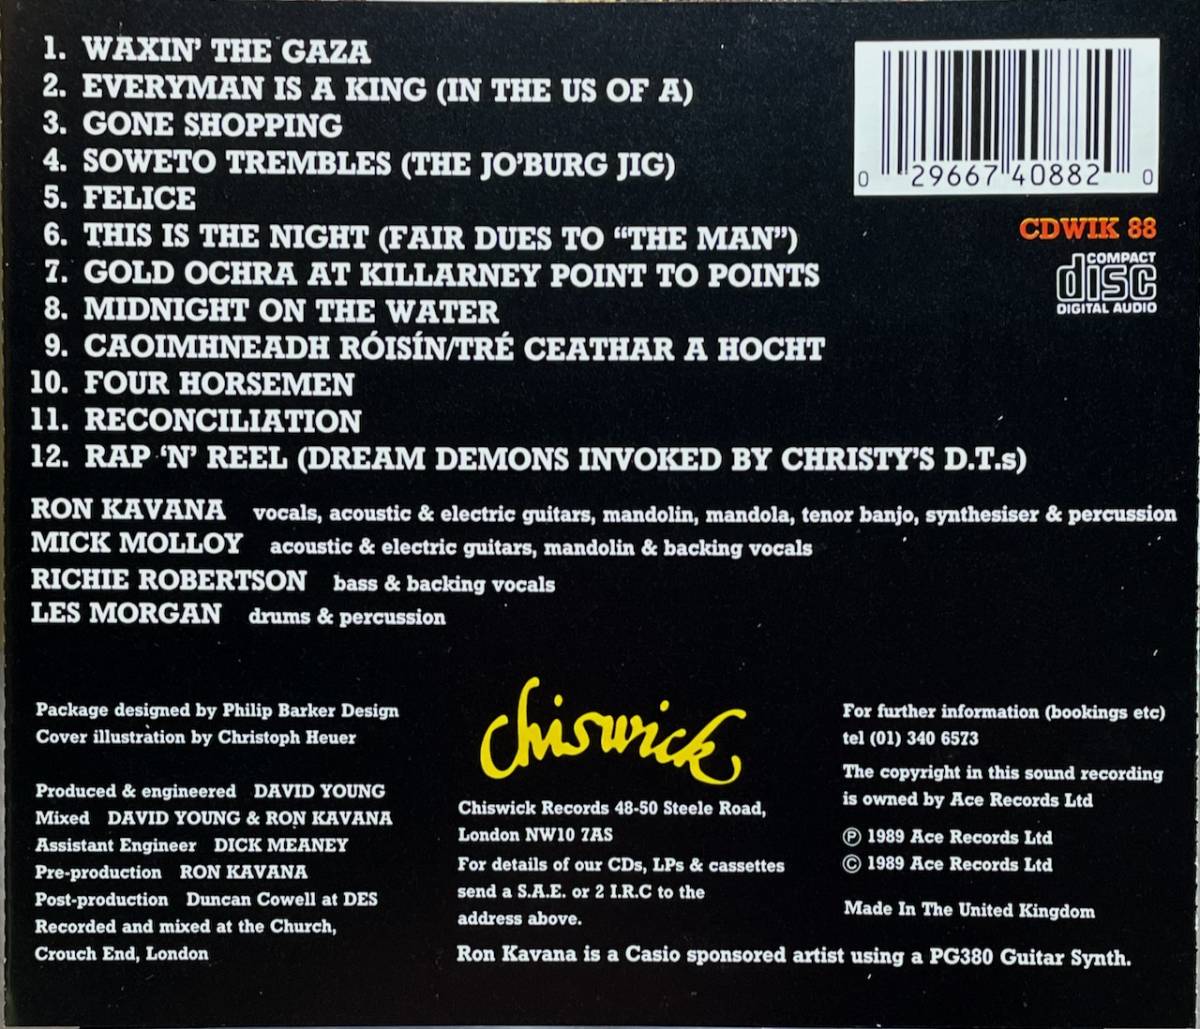 1. WAXIN' THE GAZA
2. EVERYMAN IS A KING (IN THE US OF A)
3. GONE SHOPPING
4. SOWETO TREMBLES (THE JO'BURG JIG)
5. FELICE
6. THIS IS THE NIGHT (FAIR DUES TO “THE MAN”)
7. GOLD OCHRA AT KILLARNEY POINT TO POINTS
8. MIDNIGHT ON THE WATER
9. CAOIMHNEADH RÓISÍN/TRÉ CEATHAR A HOCHT
10. FOUR HORSEMEN
11. RECONCILIATION
12. RAP ‘N’ REEL (DREAM DEMONS INVOKED BY CHRISTY'S D.T.s)
0 29667 40882 0
CDWIK 88
COMPACT
disc
DIGITAL AUDIO
RON KAVANA vocals, acoustic & electric guitars, mandolin, mandola, tenor banjo, synthesiser & percussion
MICK MOLLOY acoustic & electric guitars, mandolin & backing vocals
RICHIE ROBERTSON bass & backing vocals
LES MORGAN drums & percussion
Package designed by Philip Barker Design
Cover illustration by Christoph Heuer
Produced & engineered DAVID YOUNG
Mixed DAVID YOUNG & RON KAVANA
Assistant Engineer DICK MEANEY
Pre-production RON KAVANA
Post-production Duncan Cowell at DES
Recorded and mixed at the Church,
Crouch End, London
chiswick
Chiswick Records 48-50 Steele Road,
London NW10 7AS
For details of our CDs, LPs & cassettes
send a S.A.E. or 2 I.R.C to the
address above.
Ron Kavana is a Casio sponsored artist using a PG380 Guitar Synth.
For further information (bookings etc)
tel (01) 340 6573
The copyright in this sound recording
is owned by Ace Records Ltd
Ⓟ 1989 Ace Records Ltd
© 1989 Ace Records Ltd
Made In The United Kingdom